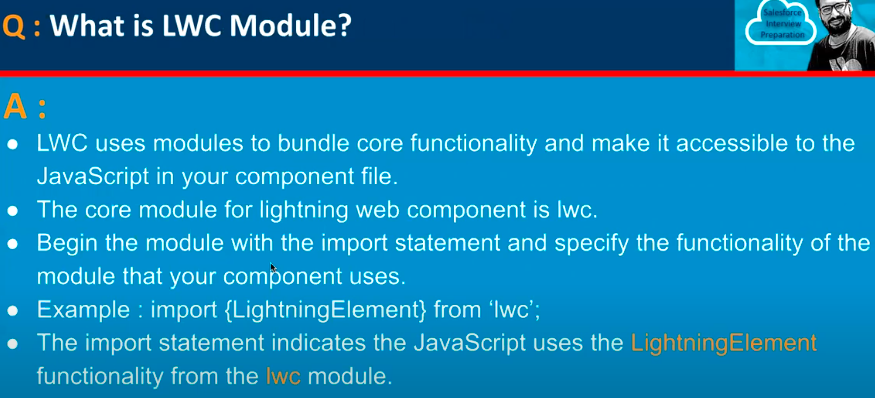 Q : What is LWC Module?
Salesforce
Interview
Preparation
A :
● LWC uses modules to bundle core functionality and make it accessible to the
JavaScript in your component file.
● The core module for lightning web component is lwc.
● Begin the module with the import statement and specify the functionality of the
module that your component uses.
● Example : import {LightningElement} from ‘lwc’;
● The import statement indicates the JavaScript uses the LightningElement
functionality from the lwc module.